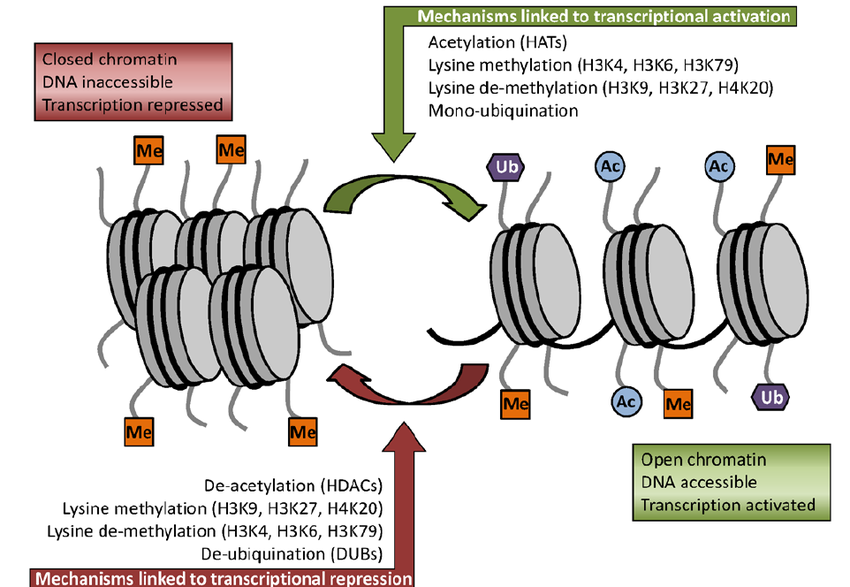 Mechanisms linked to transcriptional activation
Acetylation (HATs)
Lysine methylation (H3K4, H3K6, H3K79)
Lysine de-methylation (H3K9, H3K27, H4K20)
Mono-ubiquination
Closed chromatin
DNA inaccessible
Transcription repressed
Me
Me
Ub
Ac
Ac
Me
Me
Me
Me
Ac
Me
Ub
Open chromatin
DNA accessible
Transcription activated
De-acetylation (HDACs)
Lysine methylation (H3K9, H3K27, H4K20)
Lysine de-methylation (H3K4, H3K6, H3K79)
De-ubiquination (DUBs)
Mechanisms linked to transcriptional repression